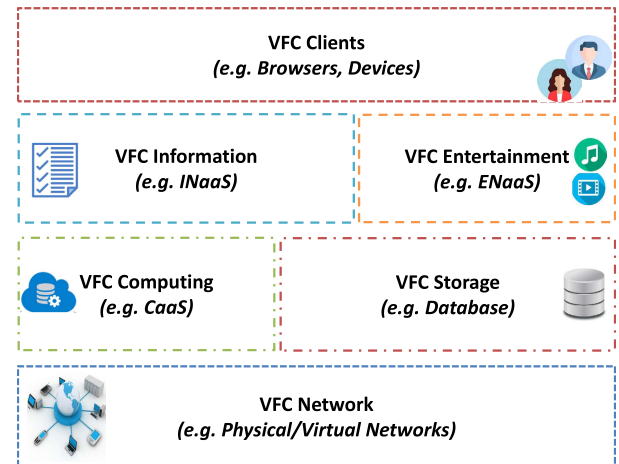 VFC Clients
(e.g. Browsers, Devices)
VFC Information
(e.g. INaaS)
VFC Entertainment
(e.g. ENaaS)
VFC Computing
(e.g. CaaS)
VFC Storage
(e.g. Database)
VFC Network
(e.g. Physical/Virtual Networks)